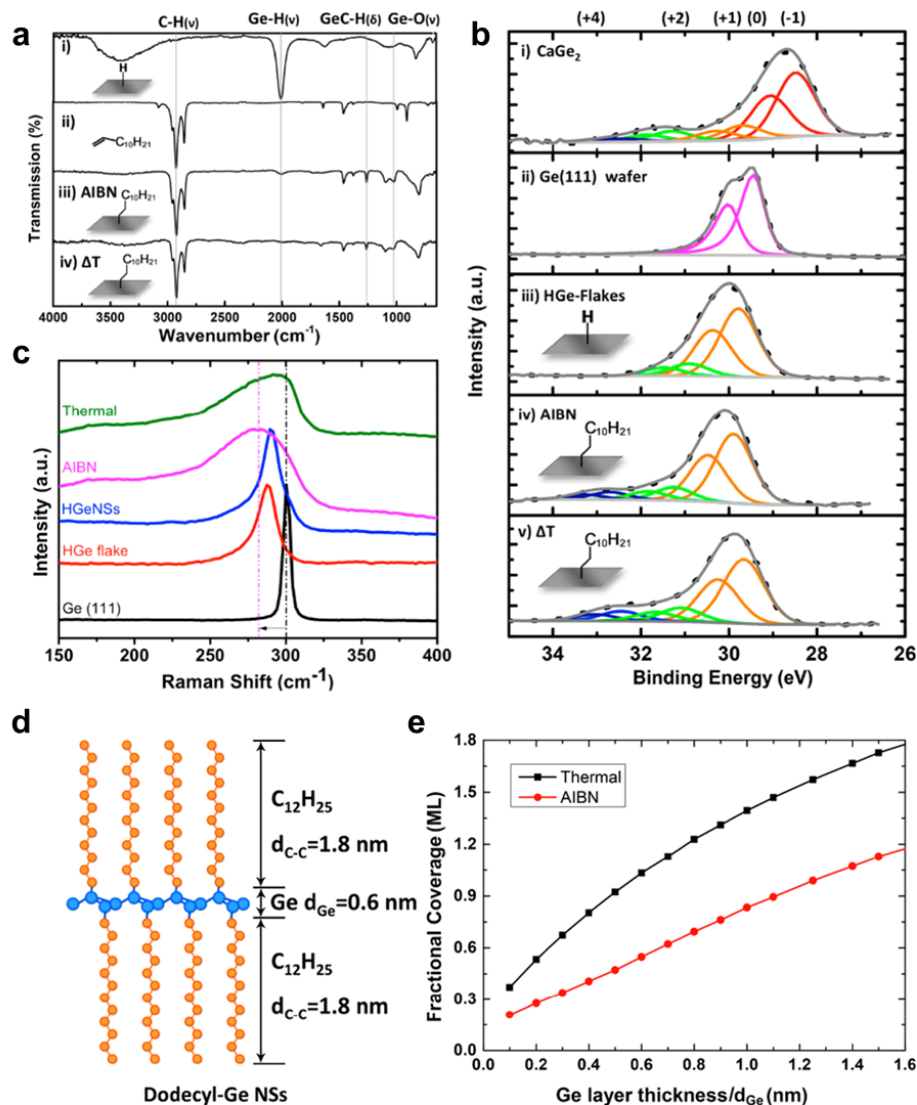 a
C-H(ν) Ge-H(ν) GeC-H(δ) Ge-O(ν)
i)
H
ii)
C₁₀H₂₁
iii) AIBN
C₁₀H₂₁
iv) ΔT
C₁₀H₂₁
Transmission (%)
4000 3500 3000 2500 2000 1500 1000
Wavenumber (cm⁻¹)
b
(+4) (+2) (+1) (0) (-1)
i) CaGe₂
ii) Ge(111) wafer
iii) HGe-Flakes
H
iv) AIBN
C₁₀H₂₁
v) ΔT
C₁₀H₂₁
Intensity (a.u.)
34 32 30 28 26
Binding Energy (eV)
c
Thermal
AIBN
HGeNSs
HGe flake
Ge (111)
Intensity (a.u.)
150 200 250 300 350 400
Raman Shift (cm⁻¹)
d
C₁₂H₂₅
d_C-C=1.8 nm
Ge d_Ge=0.6 nm
C₁₂H₂₅
d_C-C=1.8 nm
Dodecyl-Ge NSs
e
Thermal
AIBN
1.8
1.5
1.2
0.9
0.6
0.3
0.0
Fractional Coverage (ML)
0.0 0.2 0.4 0.6 0.8 1.0 1.2 1.4 1.6
Ge layer thickness/d_Ge (nm)